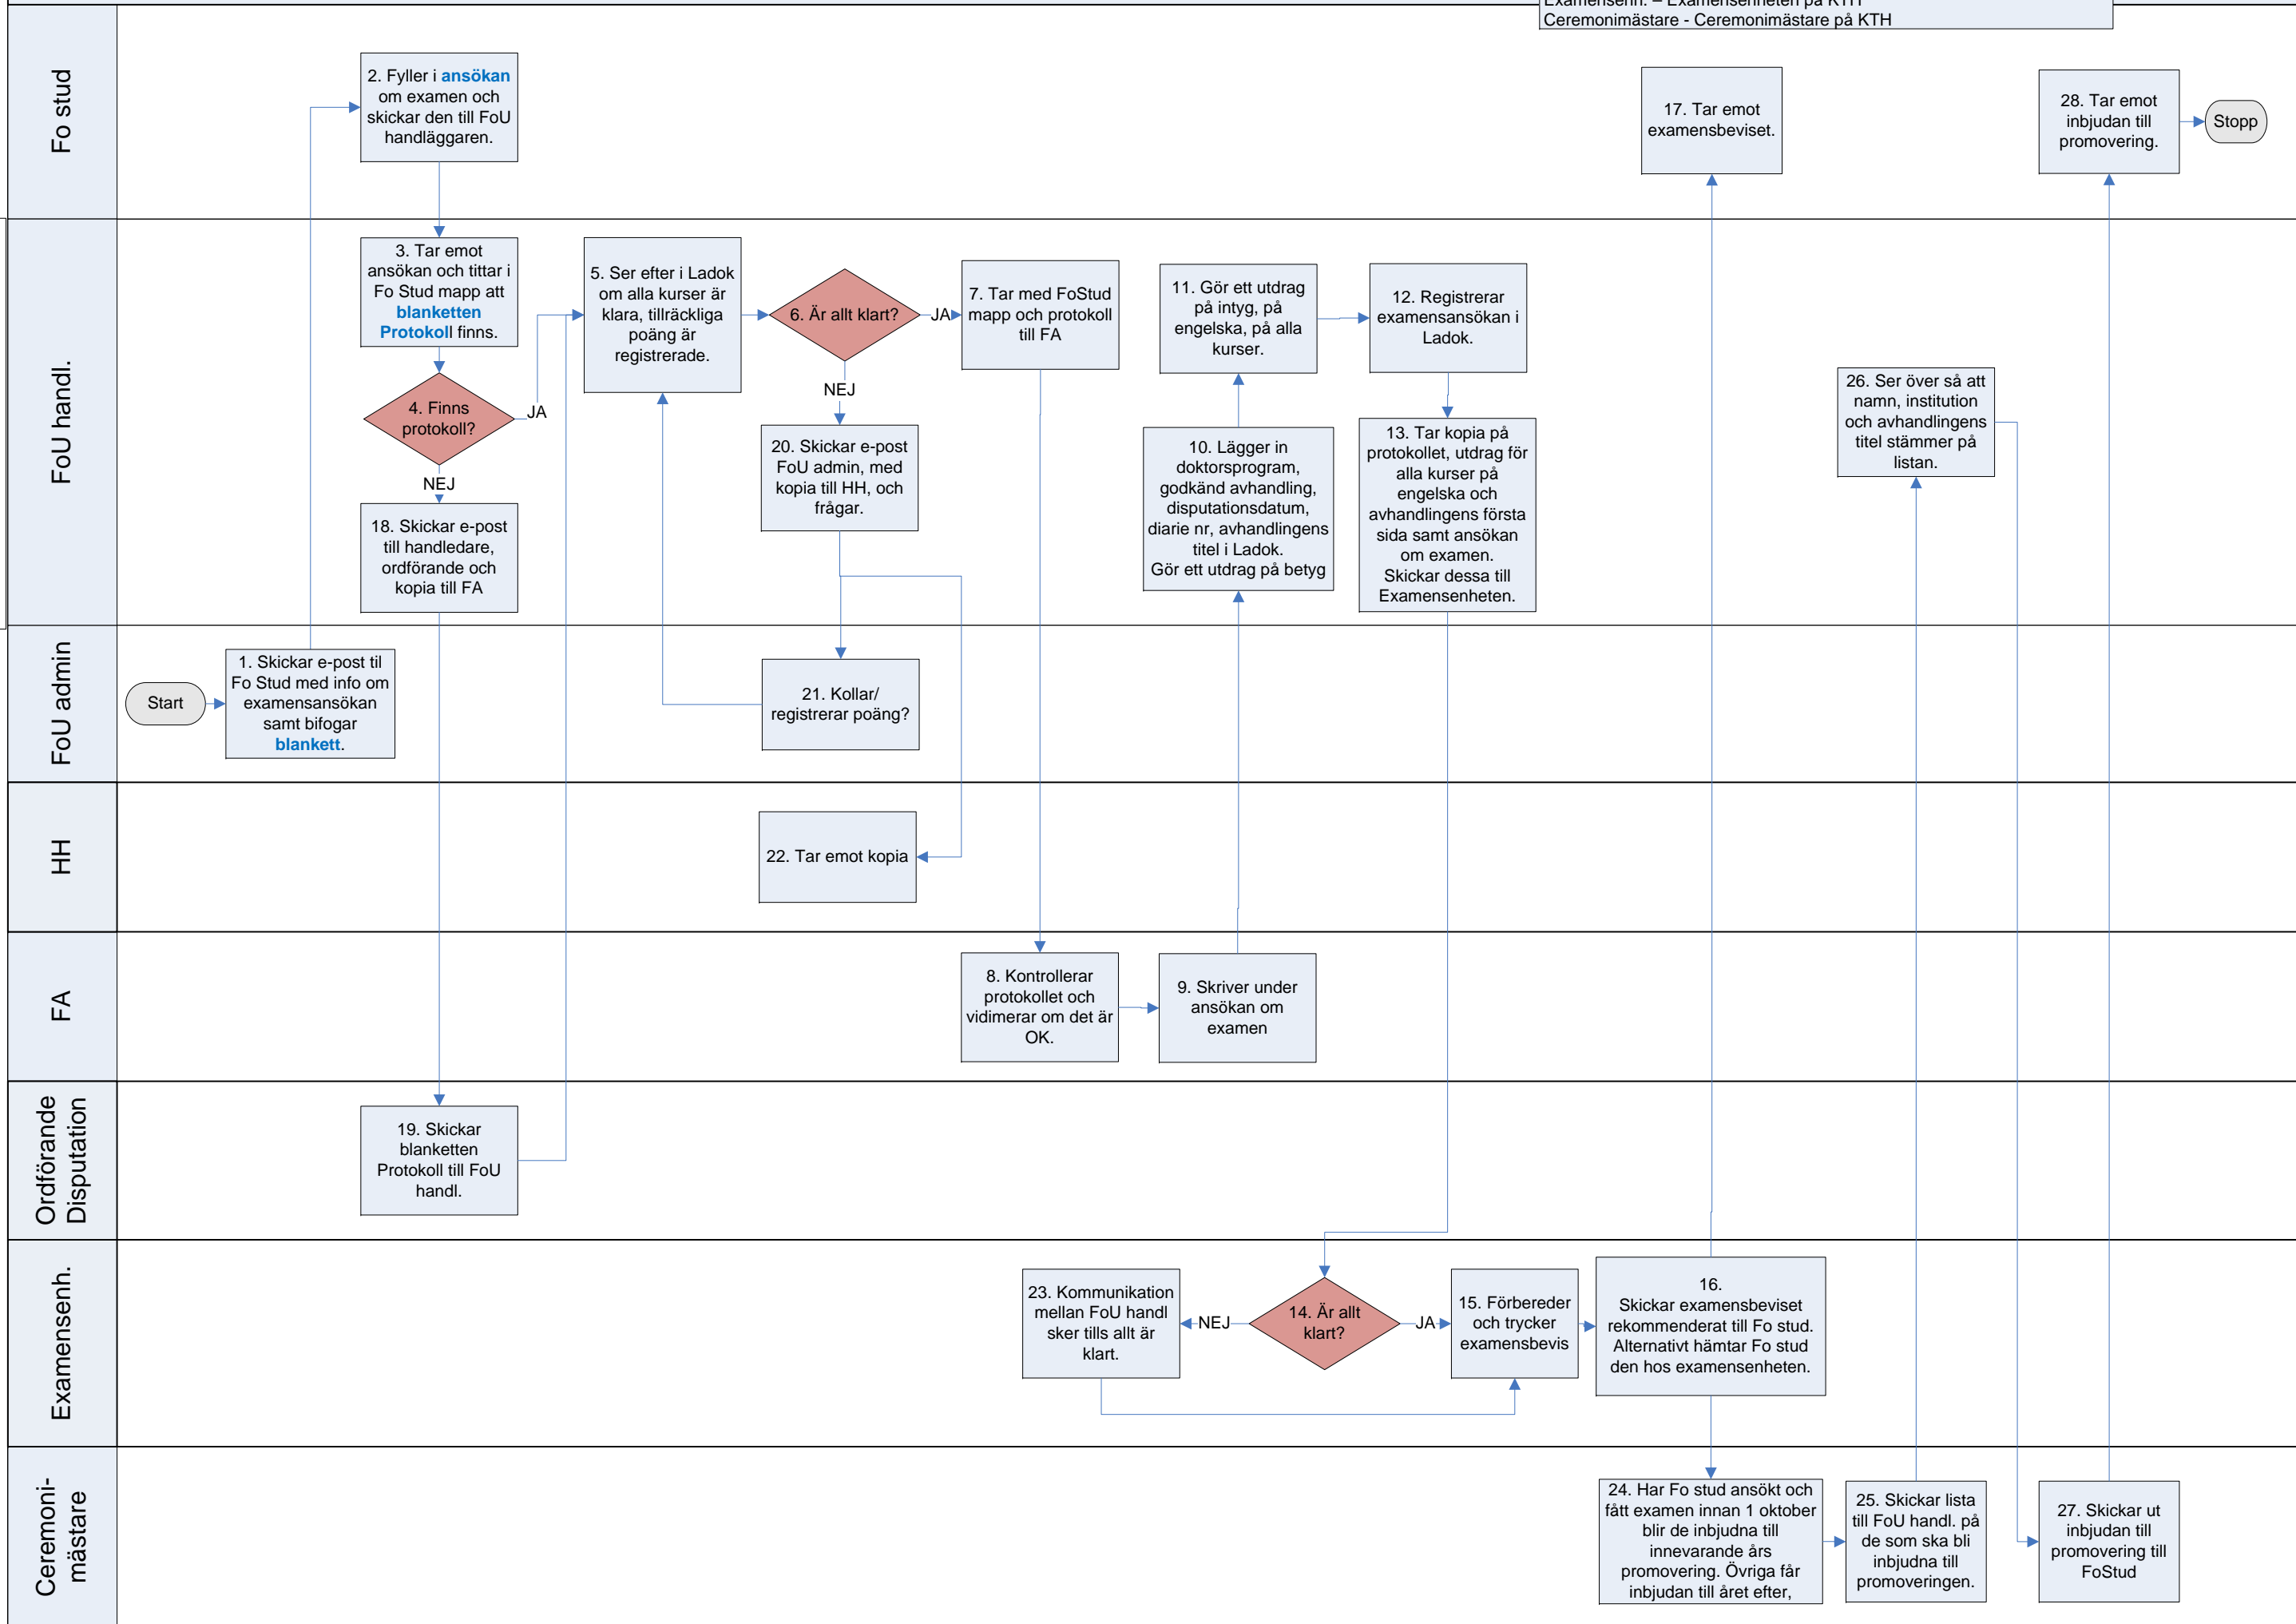 Examensenh. – Examensenheten på KTH
Ceremonimästare - Ceremonimästare på KTH
Fo stud
2. Fyller i ansökan
om examen och
skickar den till FoU
handläggaren.
17. Tar emot
examensbeviset.
28. Tar emot
inbjudan till
promovering.
Stopp
FoU handl.
3. Tar emot
ansökan och tittar i
Fo Stud mapp att
blanketten
Protokoll finns.
4. Finns
protokoll?
JA
NEJ
18. Skickar e-post
till handledare,
ordförande och
kopia till FA
5. Ser efter i Ladok
om alla kurser är
klara, tillräckliga
poäng är
registrerade.
6. Är allt klart?
JA
NEJ
20. Skickar e-post
FoU admin, med
kopia till HH, och
frågar.
7. Tar med FoStud
mapp och protokoll
till FA
11. Gör ett utdrag
på intyg, på
engelska, på alla
kurser.
10. Lägger in
doktorsprogram,
godkänd avhandling,
disputationsdatum,
diarie nr, avhandlingens
titel i Ladok.
Gör ett utdrag på betyg
12. Registrerar
examensansökan i
Ladok.
13. Tar kopia på
protokollet, utdrag för
alla kurser på
engelska och
avhandlingens första
sida samt ansökan
om examen.
Skickar dessa till
Examensenheten.
26. Ser över så att
namn, institution
och avhandlingens
titel stämmer på
listan.
FoU admin
Start
1. Skickar e-post til
Fo Stud med info om
examensansökan
samt bifogar
blankett.
21. Kollar/
registrerar poäng?
HH
22. Tar emot kopia
FA
8. Kontrollerar
protokollet och
vidimerar om det är
OK.
9. Skriver under
ansökan om
examen
Ordförande
Disputation
19. Skickar
blanketten
Protokoll till FoU
handl.
Examensenh.
23. Kommunikation
mellan FoU handl
sker tills allt är
klart.
NEJ
14. Är allt
klart?
JA
15. Förbereder
och trycker
examensbevis
16.
Skickar examensbeviset
rekommenderat till Fo stud.
Alternativt hämtar Fo stud
den hos examensenheten.
Ceremoni-
mästare
24. Har Fo stud ansökt och
fått examen innan 1 oktober
blir de inbjudna till
innevarande års
promovering. Övriga får
inbjudan till året efter,
25. Skickar lista
till FoU handl. på
de som ska bli
inbjudna till
promoveringen.
27. Skickar ut
inbjudan till
promovering till
FoStud